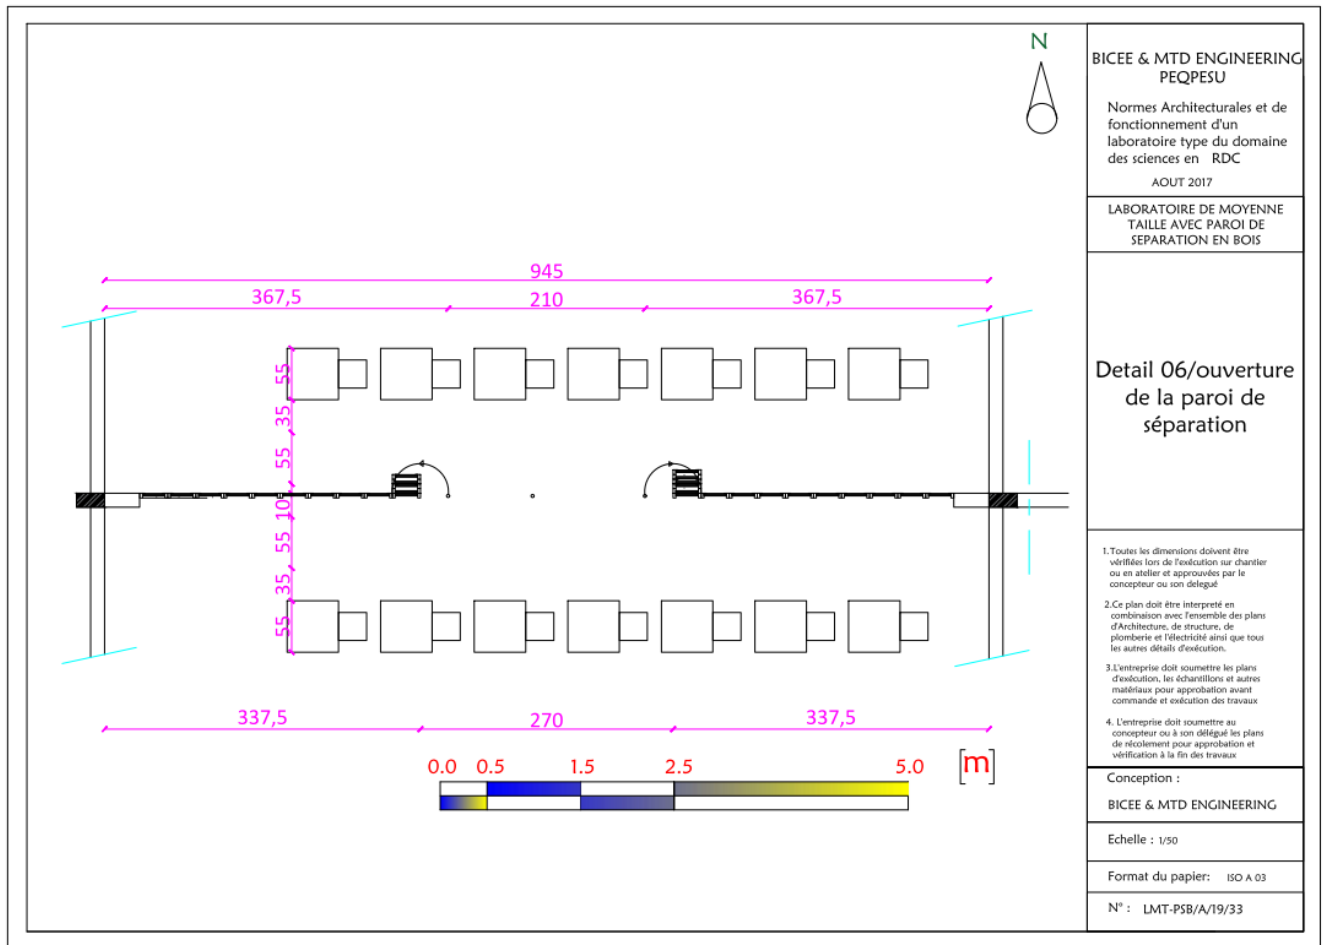 N
BICEE & MTD ENGINEERING
PEQPESU
Normes Architecturales et de
fonctionnement d'un
laboratoire type du domaine
des sciences en RDC
AOUT 2017
LABORATOIRE DE MOYENNE
TAILLE AVEC PAROI DE
SEPARATION EN BOIS
945
367,5
210
367,5
55
35
55
10
55
35
55
337,5
270
337,5
0.0 0.5 1.5 2.5 5.0 [m]
Detail 06/ouverture
de la paroi de
séparation
1.Toutes les dimensions doivent être
vérifiées lors de l'exécution sur chantier
ou en atelier et approuvées par le
concepteur ou son delegué
2.Ce plan doit être interpreté en
combinaison avec l'ensemble des plans
d'Architecture, de structure, de
plomberie et l'électricité ainsi que tous
les autres détails d'exécution.
3.L'entreprise doit soumettre les plans
d'exécution, les échantillons et autres
matériaux pour approbation avant
commande et exécution des travaux
4. L'entreprise doit soumettre au
concepteur ou à son délégué les plans
de récolement pour approbation et
vérification à la fin des travaux
Conception :
BICEE & MTD ENGINEERING
Echelle : 1/50
Format du papier: ISO A 03
N° : LMT-PSB/A/19/33